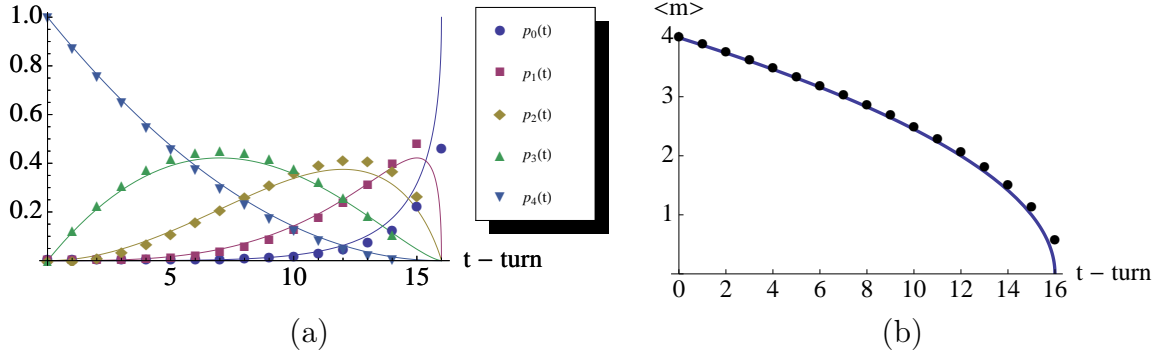 1.0
0.8
0.6
0.4
0.2
5
10
15
t – turn
p0(t)
p1(t)
p2(t)
p3(t)
p4(t)
(a)
<m>
4
3
2
1
0 2 4 6 8 10 12 14 16
t – turn
(b)